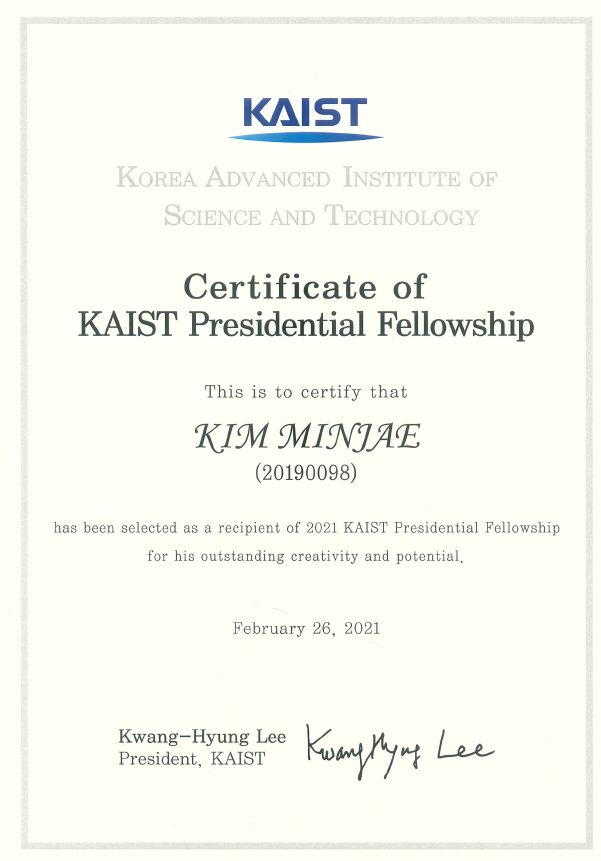 KAIST
KOREA ADVANCED INSTITUTE OF
SCIENCE AND TECHNOLOGY
Certificate of
KAIST Presidential Fellowship
This is to certify that
KIM MINJAE
(20190098)
has been selected as a recipient of 2021 KAIST Presidential Fellowship
for his outstanding creativity and potential.
February 26, 2021
Kwang-Hyung Lee
President, KAIST
KwangHyung Lee